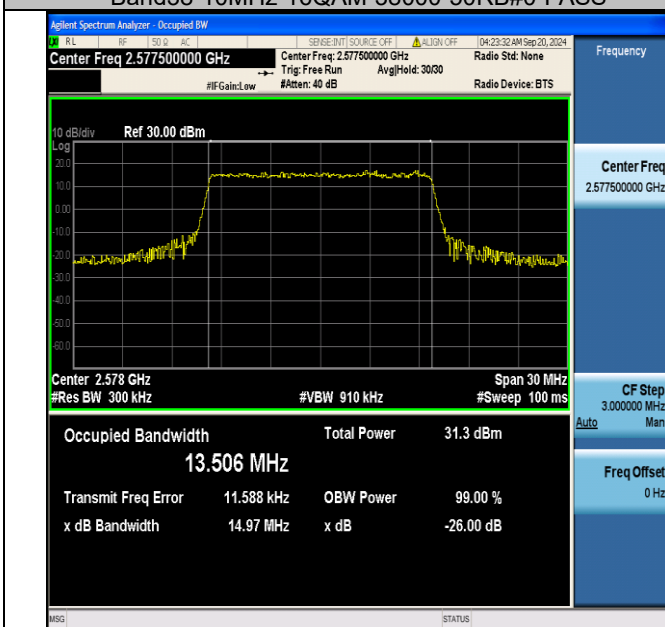 Agilent Spectrum Analyzer - Occupied BW
RL RF 50 Ω AC SENSE:INT SOURCE OFF ALIGN OFF 04:23:32 AM Sep 20, 2024
Center Freq 2.577500000 GHz
Center Freq: 2.577500000 GHz Radio Std: None
Trig: Free Run Avg|Hold: 30/30
#IFGain:Low #Atten: 40 dB Radio Device: BTS
10 dB/div Ref 30.00 dBm
Log
20.0
10.0
0.00
-10.0
-20.0
-30.0
-40.0
-50.0
-60.0
Center 2.578 GHz Span 30 MHz
#Res BW 300 kHz #VBW 910 kHz #Sweep 100 ms
Occupied Bandwidth Total Power 31.3 dBm
13.506 MHz
Transmit Freq Error 11.588 kHz OBW Power 99.00 %
x dB Bandwidth 14.97 MHz x dB -26.00 dB
MSG STATUS
Frequency
Center Freq
2.577500000 GHz
CF Step
3.000000 MHz
Auto Man
Freq Offset
0 Hz